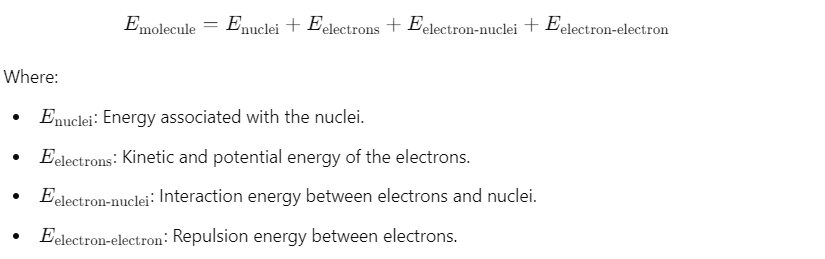 E_molecule = E_nuclei + E_electrons + E_electron-nuclei + E_electron-electron
Where:
• E_nuclei: Energy associated with the nuclei.
• E_electrons: Kinetic and potential energy of the electrons.
• E_electron-nuclei: Interaction energy between electrons and nuclei.
• E_electron-electron: Repulsion energy between electrons.